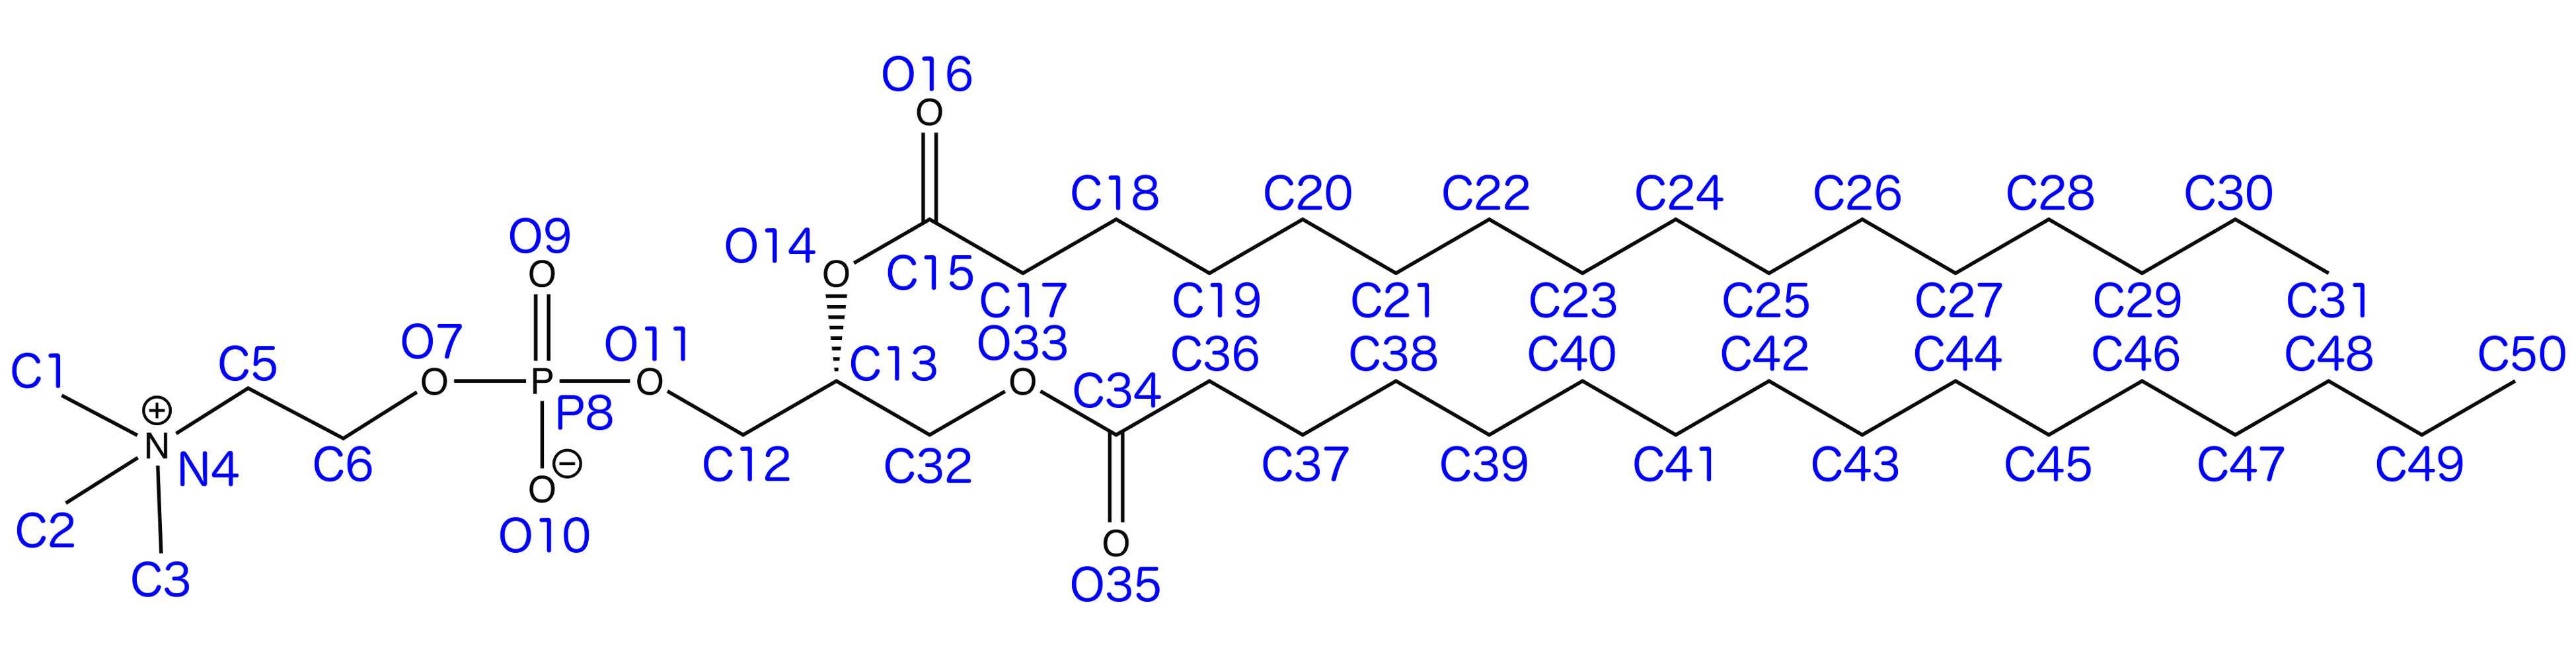 O16
O
C18 C20 C22 C24 C26 C28 C30
O9 O14 C15
O O C17 C19 C21 C23 C25 C27 C29 C31
C1 C5 O7 O11 C13 O33 C36 C38 C40 C42 C44 C46 C48 C50
O P O O C34
⊕ P8
N N4 C6 ⊖ C12 C32 C37 C39 C41 C43 C45 C47 C49
O
C2 O10 O
C3 O35